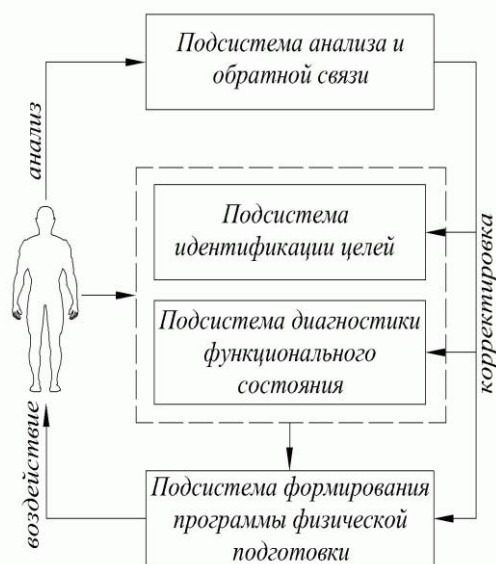 Подсистема анализа и
обратной связи
анализ
Подсистема
идентификации целей
Подсистема диагностики
функционального
состояния
корректировка
воздействие
Подсистема формирования
программы физической
подготовки